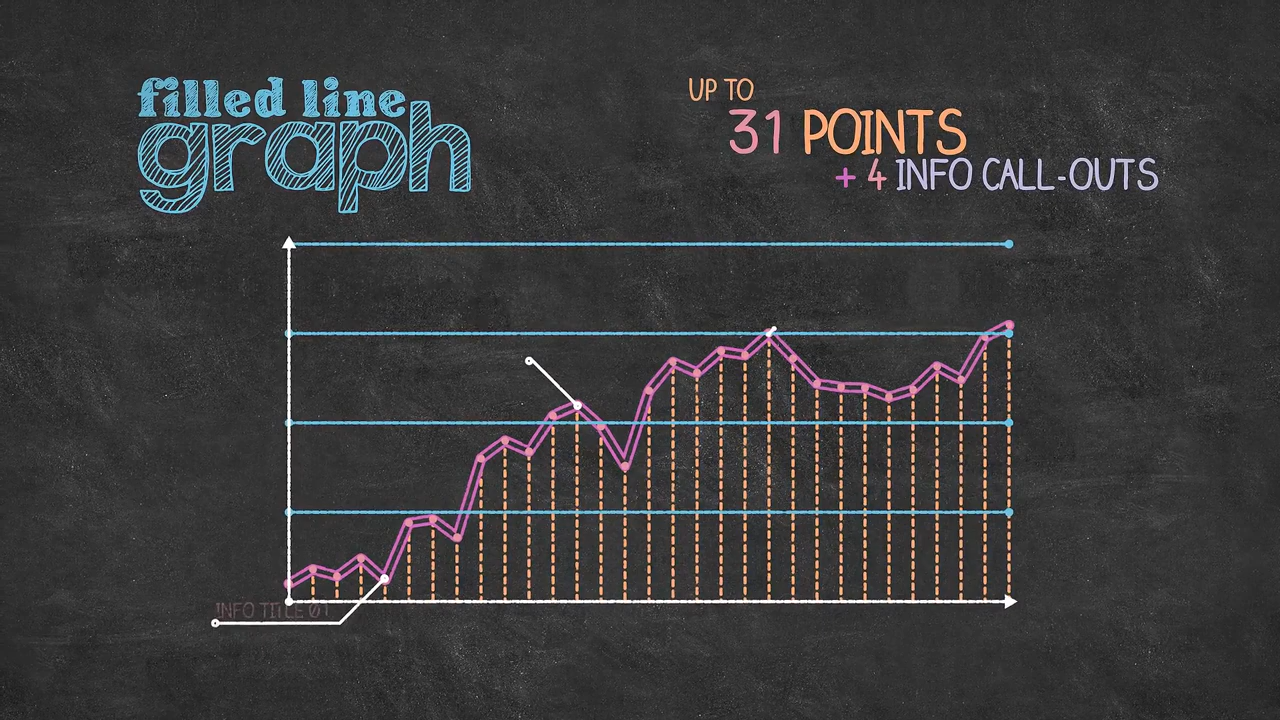 filled line
graph
UP TO
31 POINTS
+ 4 INFO CALL-OUTS
INFO TITLE 01